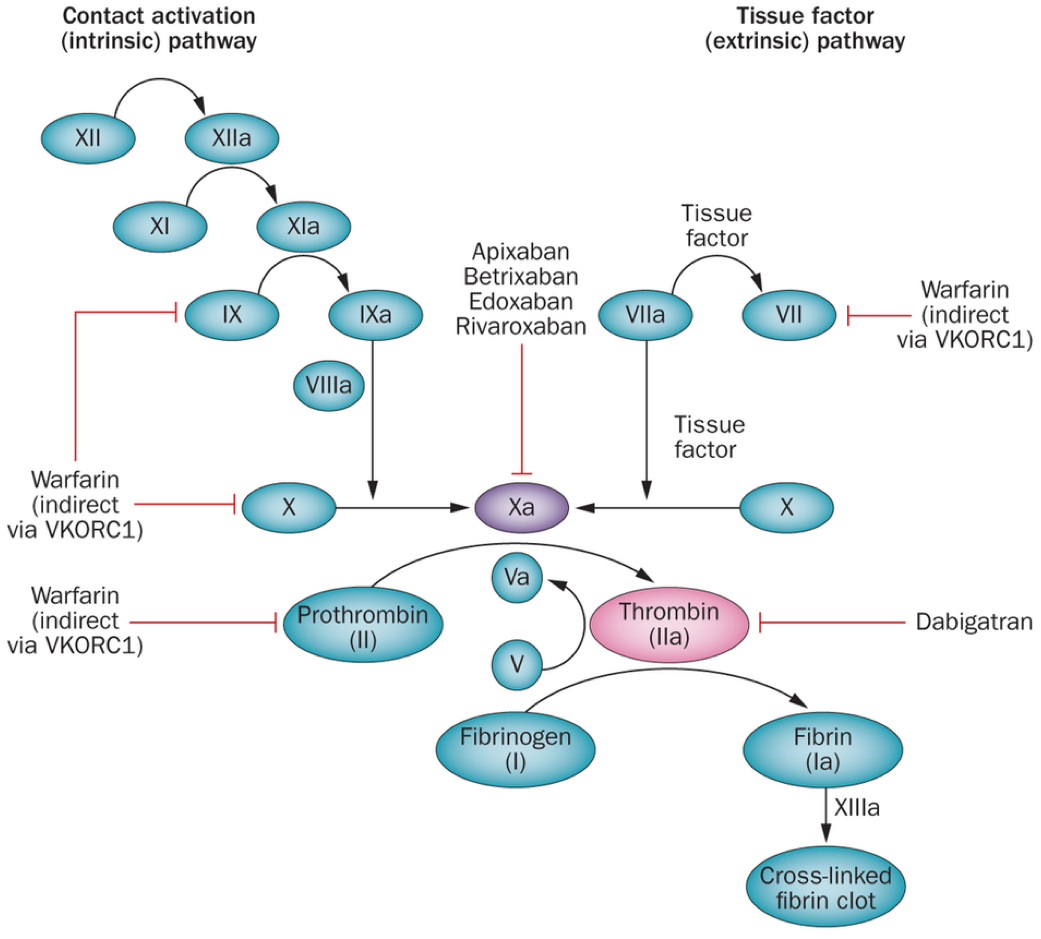 Contact activation
(intrinsic) pathway
Tissue factor
(extrinsic) pathway
XII
XIIa
XI
XIa
Tissue
factor
IX
IXa
Apixaban
Betrixaban
Edoxaban
Rivaroxaban
VIIa
VII
Warfarin
(indirect
via VKORC1)
VIIIa
Tissue
factor
Warfarin
(indirect
via VKORC1)
X
Xa
X
Warfarin
(indirect
via VKORC1)
Prothrombin
(II)
Va
V
Thrombin
(IIa)
Dabigatran
Fibrinogen
(I)
Fibrin
(Ia)
XIIIa
Cross-linked
fibrin clot